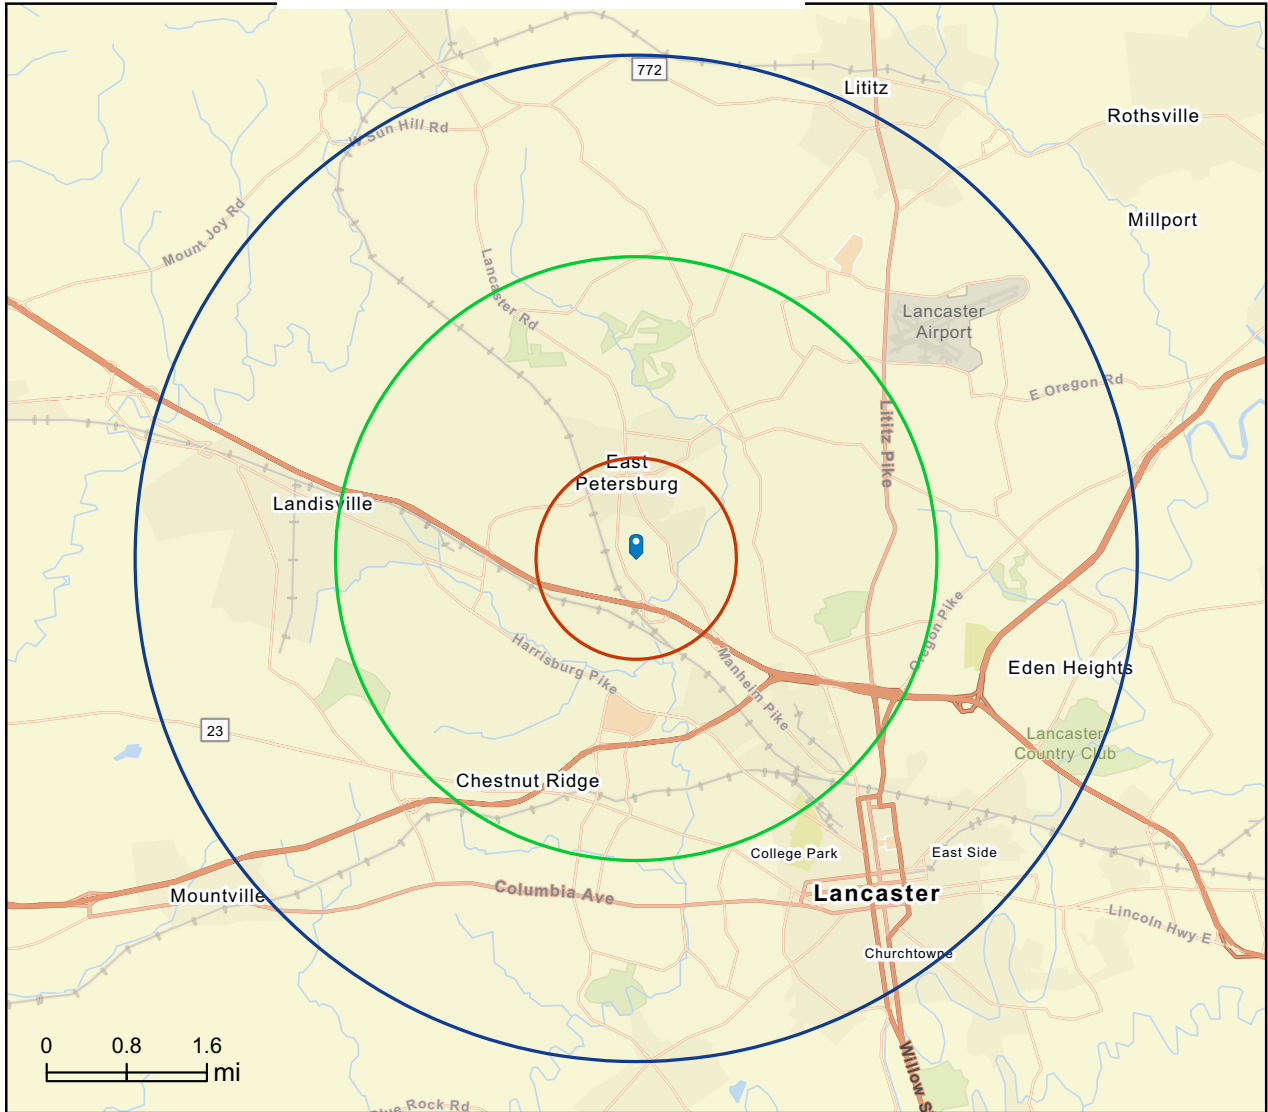 772
Lititz
Rothsville
W Sun Hill Rd
Mount Joy Rd
Millport
Lancaster Rd
Lancaster
Airport
E Oregon Rd
Lititz Pike
East
Petersburg
Landisville
Oregon Pike
Harrisburg Pike
Manheim Pike
Eden Heights
23
Lancaster
Country Club
Chestnut Ridge
College Park
East Side
Mountville
Columbia Ave
Lancaster
Lincoln Hwy E
Churchtowne
0 0.8 1.6
mi
Willow S
Blue Rock Rd